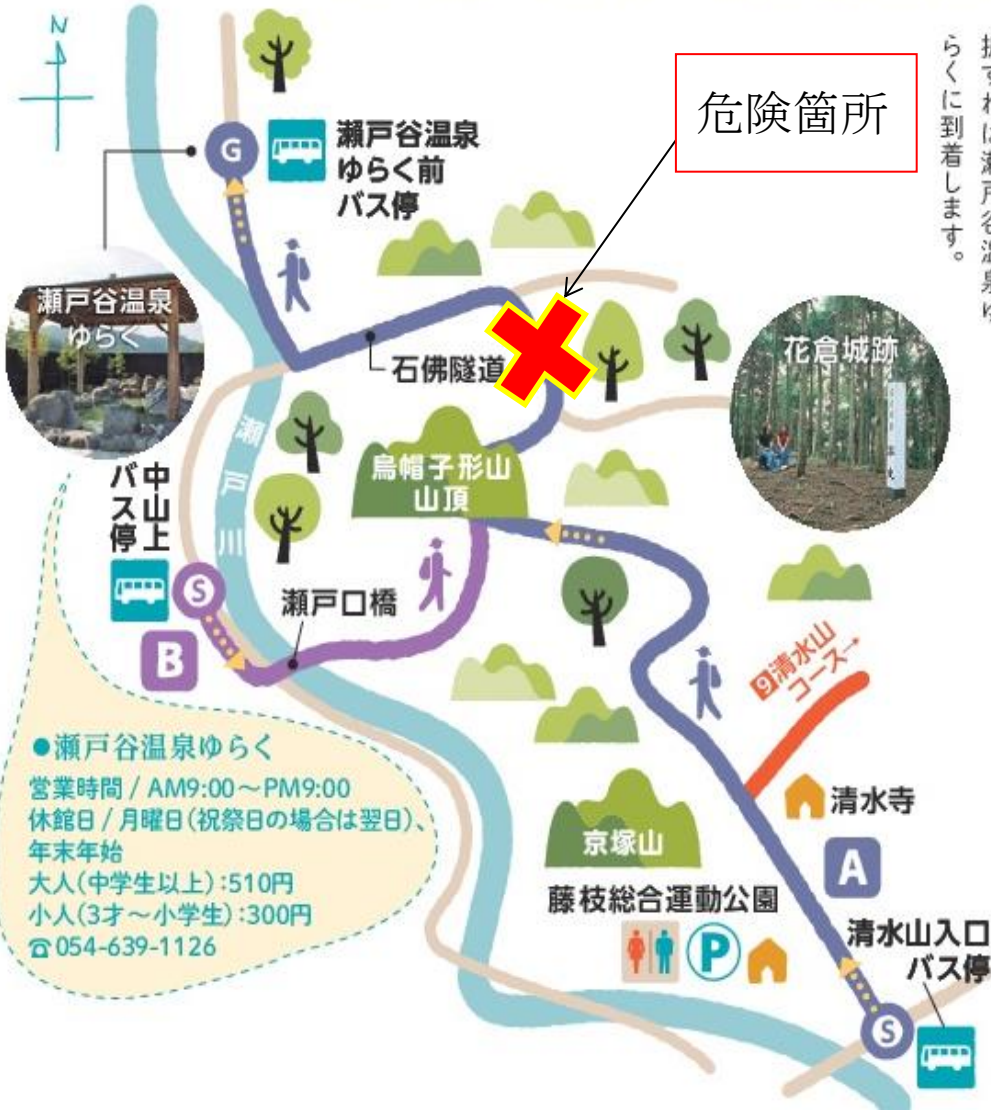 N
危険箇所
らくに到着します。
G
瀬戸谷温泉
ゆらく前
バス停
瀬戸谷温泉
ゆらく
石佛隧道
花倉城跡
烏帽子形山
山頂
瀬戸川
中山上
バス停
S
B
瀬戸口橋
9清水山
コース→
清水寺
A
京塚山
藤枝総合運動公園
P
清水山入口
バス停
S
●瀬戸谷温泉ゆらく
営業時間 / AM9:00〜PM9:00
休館日 / 月曜日(祝祭日の場合は翌日)、
年末年始
大人(中学生以上):510円
小人(3才〜小学生):300円
☎054-639-1126